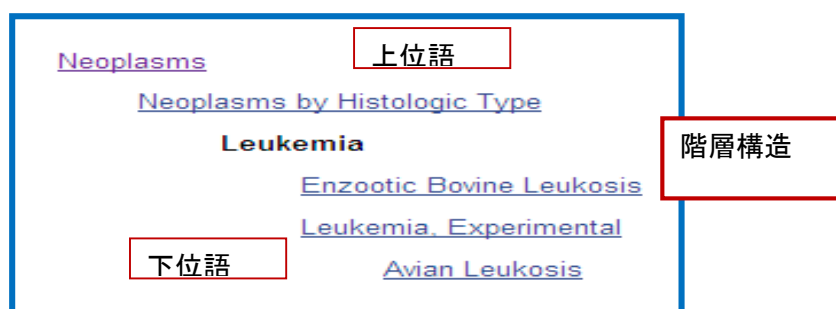 Neoplasms
上位語
Neoplasms by Histologic Type
Leukemia
階層構造
Enzootic Bovine Leukosis
Leukemia, Experimental
下位語
Avian Leukosis